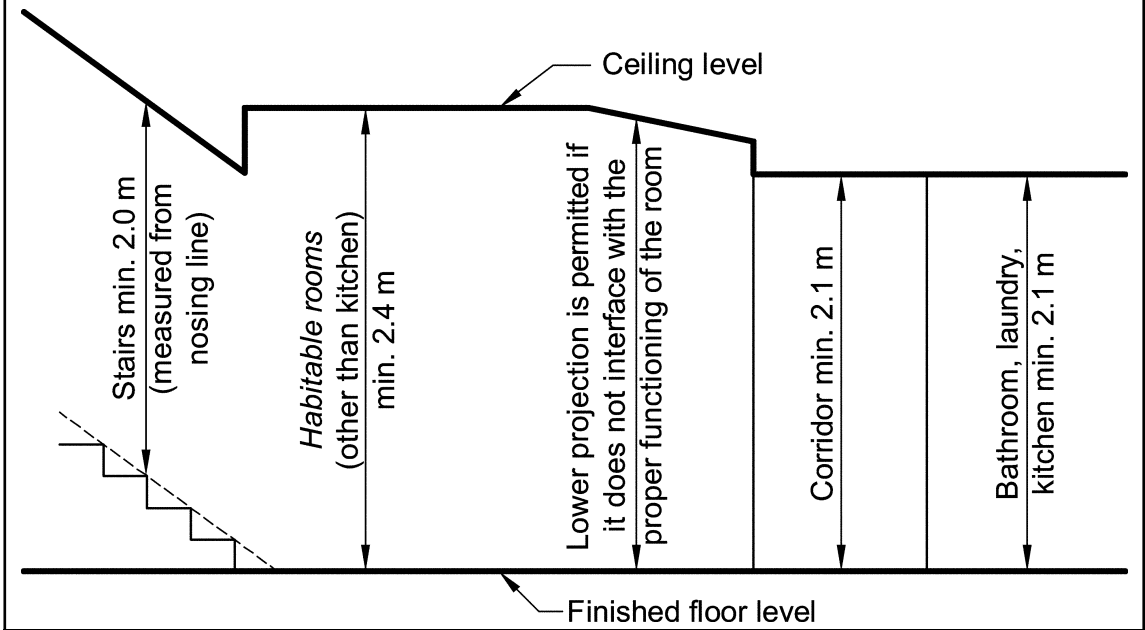 Ceiling level
Stairs min. 2.0 m
(measured from
nosing line)
Habitable rooms
(other than kitchen)
min. 2.4 m
Lower projection is permitted if
it does not interface with the
proper functioning of the room
Corridor min. 2.1 m
Bathroom, laundry,
kitchen min. 2.1 m
Finished floor level